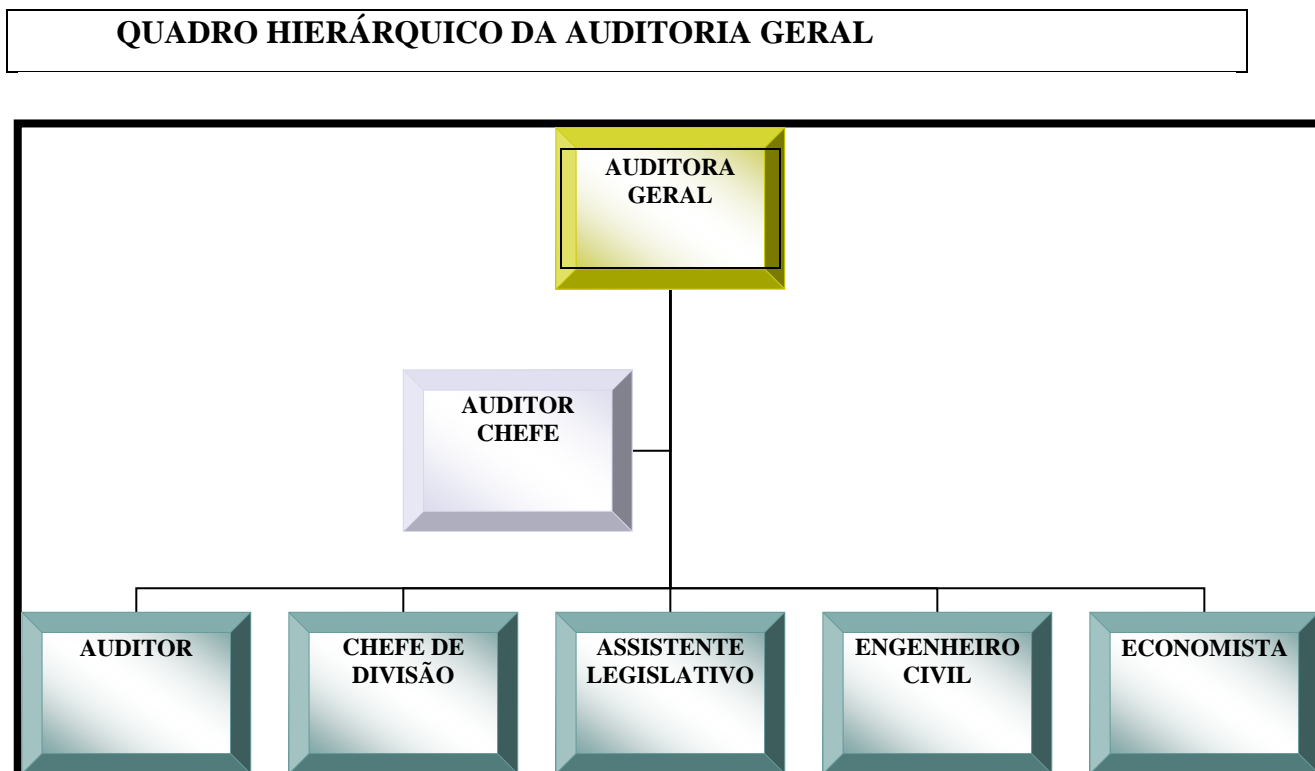 QUADRO HIERÁRQUICO DA AUDITORIA GERAL
AUDITORA
GERAL
AUDITOR
CHEFE
AUDITOR
CHEFE DE
DIVISÃO
ASSISTENTE
LEGISLATIVO
ENGENHEIRO
CIVIL
ECONOMISTA